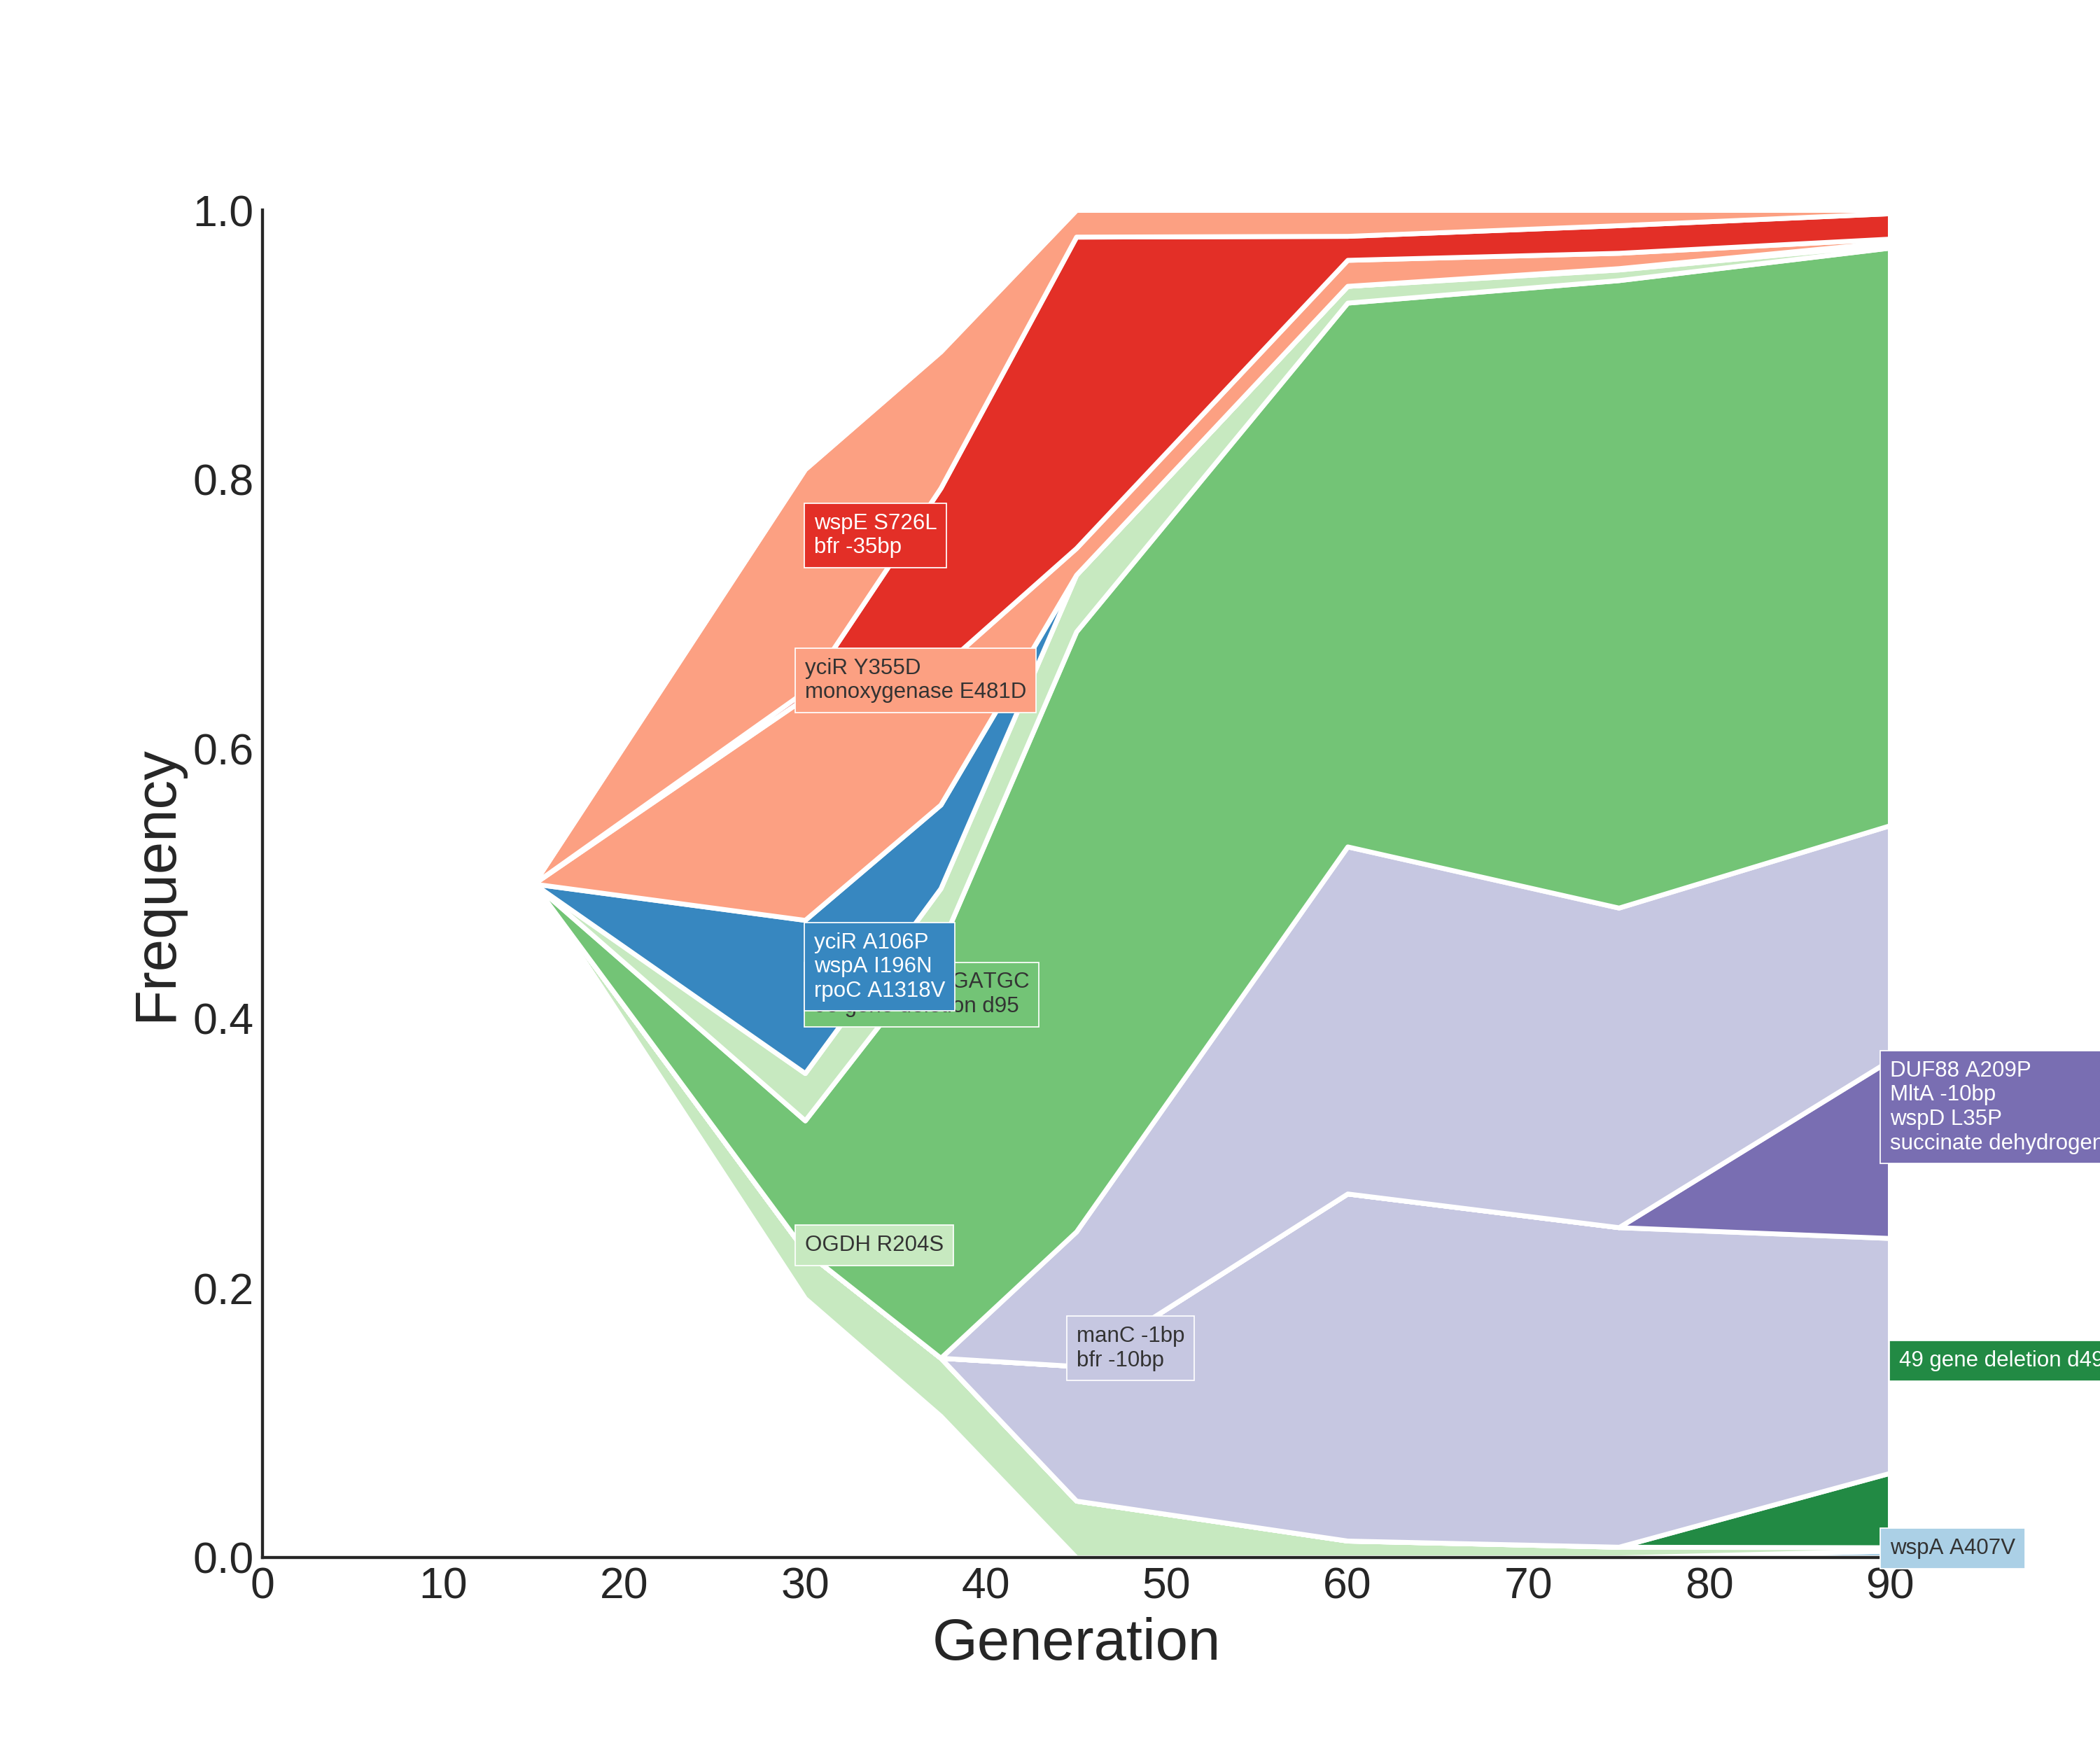 1.0
0.8
0.6
0.4
0.2
0.0
Frequency
0
10
20
30
40
50
60
70
80
90
Generation
wspE S726L
bfr -35bp
yciR Y355D
monoxygenase E481D
yciR A106P
wspA I196N
rpoC A1318V
GATGC
gene deletion d95
OGDH R204S
manC -1bp
bfr -10bp
DUF88 A209P
MltA -10bp
wspD L35P
succinate dehydrogen
49 gene deletion d49
wspA A407V